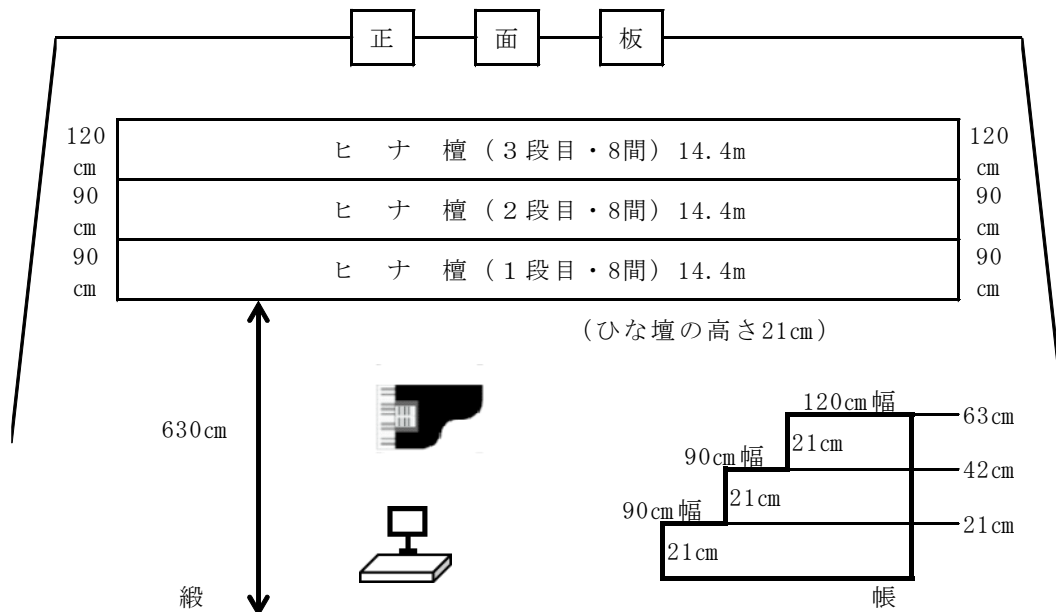 正 面 板
120 cm ヒ ナ 檀（３段目・8間）14.4m 120 cm
90 cm ヒ ナ 檀（２段目・8間）14.4m 90 cm
90 cm ヒ ナ 檀（１段目・8間）14.4m 90 cm
（ひな壇の高さ21㎝）
630cm
120㎝幅 63㎝
21㎝
90㎝幅 42㎝
21㎝
90㎝幅 21㎝
21㎝
緞 帳